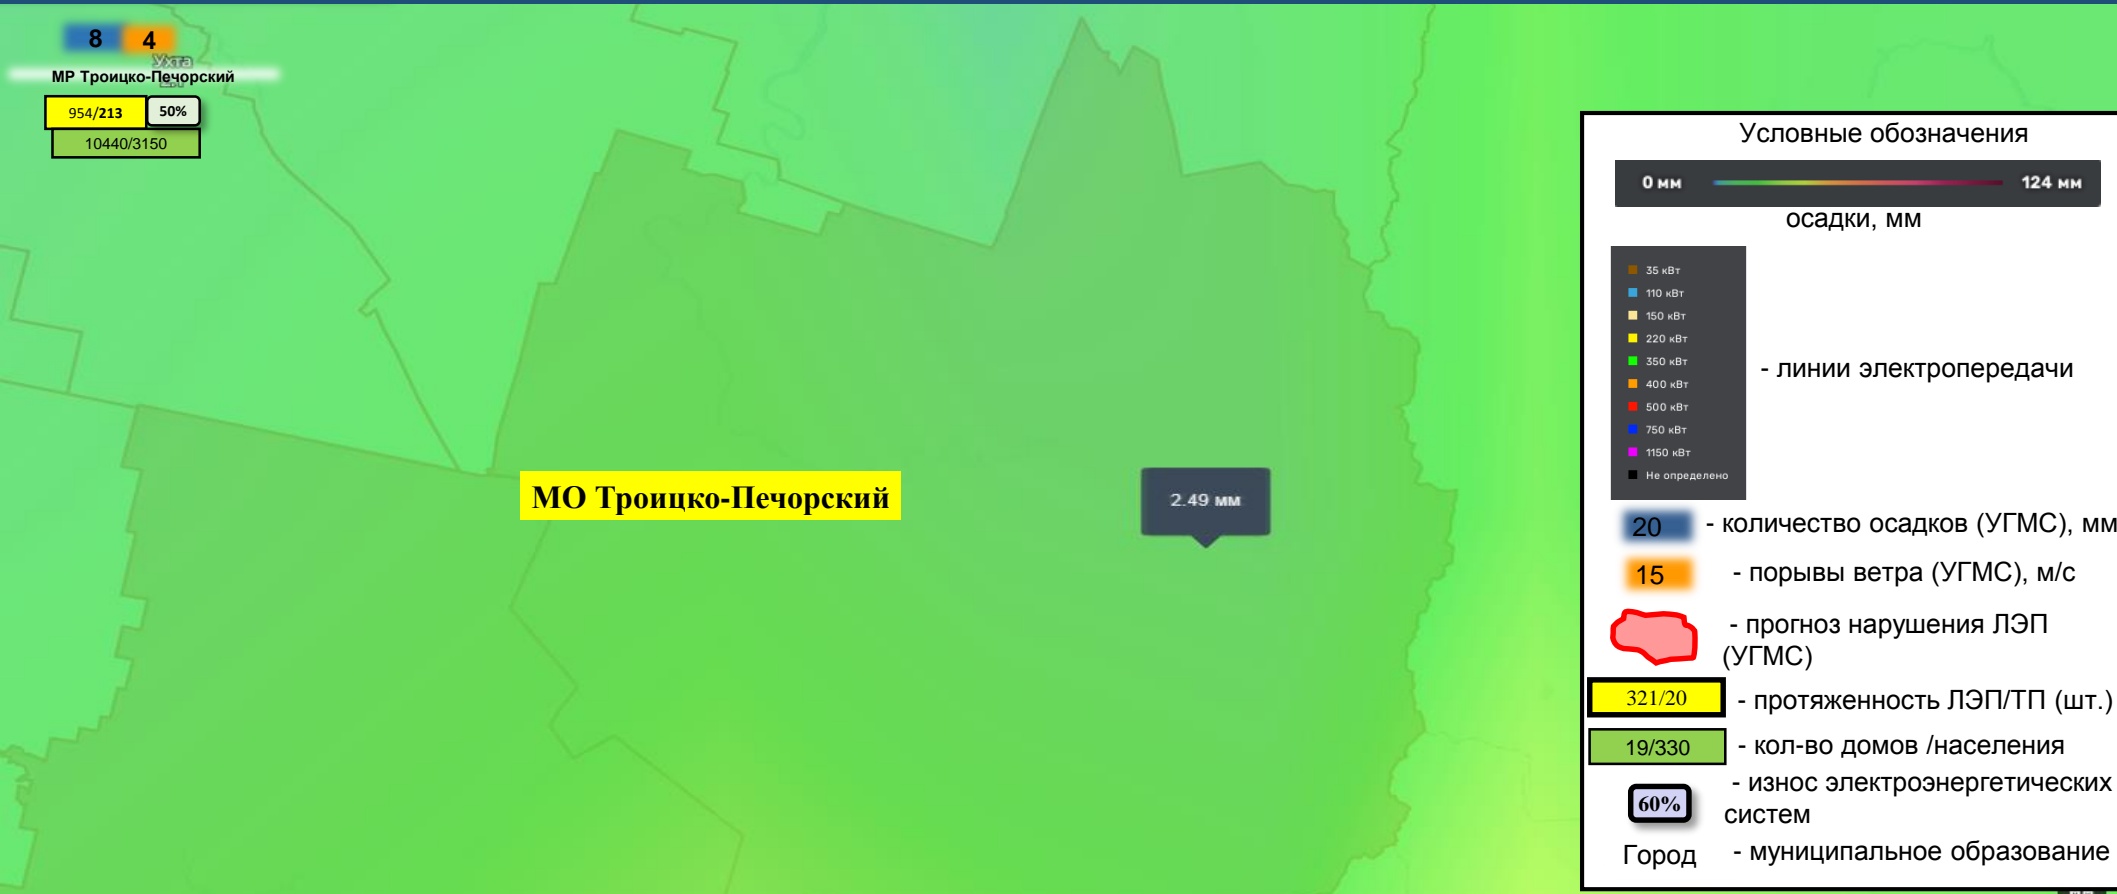 8 4
Ухта
МР Троицко-Печорский
954/213 50%
10440/3150
МО Троицко-Печорский
2.49 мм
Условные обозначения
0 мм 124 мм
осадки, мм
35 кВт
110 кВт
150 кВт
220 кВт
350 кВт
400 кВт
500 кВт
750 кВт
1150 кВт
Не определено
- линии электропередачи
20 - количество осадков (УГМС), мм
15 - порывы ветра (УГМС), м/с
- прогноз нарушения ЛЭП
(УГМС)
321/20 - протяженность ЛЭП/ТП (шт.)
19/330 - кол-во домов /населения
- износ электроэнергетических
60% систем
Город - муниципальное образование